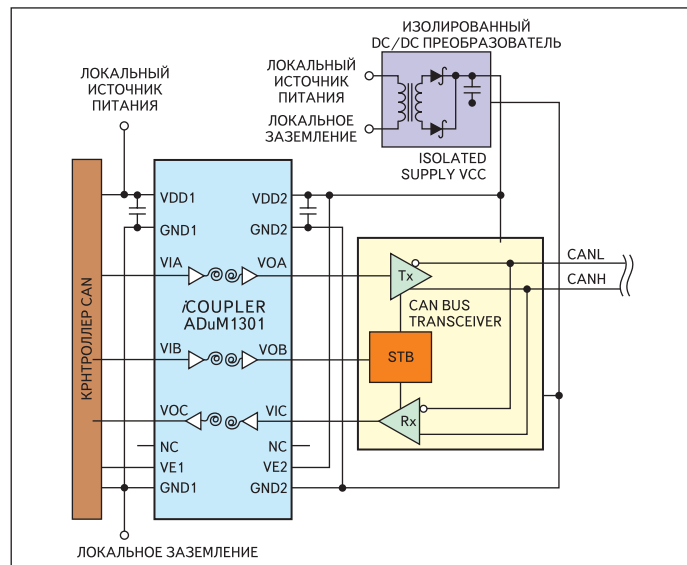 ИЗОЛИРОВАННЫЙ
DC/DC ПРЕОБРАЗОВАТЕЛЬ
ЛОКАЛЬНЫЙ
ИСТОЧНИК
ПИТАНИЯ
ЛОКАЛЬНЫЙ
ИСТОЧНИК
ПИТАНИЯ
ЛОКАЛЬНОЕ
ЗАЗЕМЛЕНИЕ
ISOLATED
SUPPLY VCC
КРНТРОЛЛЕР CAN
VDD1
VDD2
GND1
GND2
VIA
VOA
iCOUPLER
ADuM1301
VIB
VOB
VOC
VIC
NC
NC
VE1
VE2
GND1
GND2
Tx
CAN BUS
TRANSCEIVER
STB
Rx
CANL
CANH
ЛОКАЛЬНОЕ ЗАЗЕМЛЕНИЕ